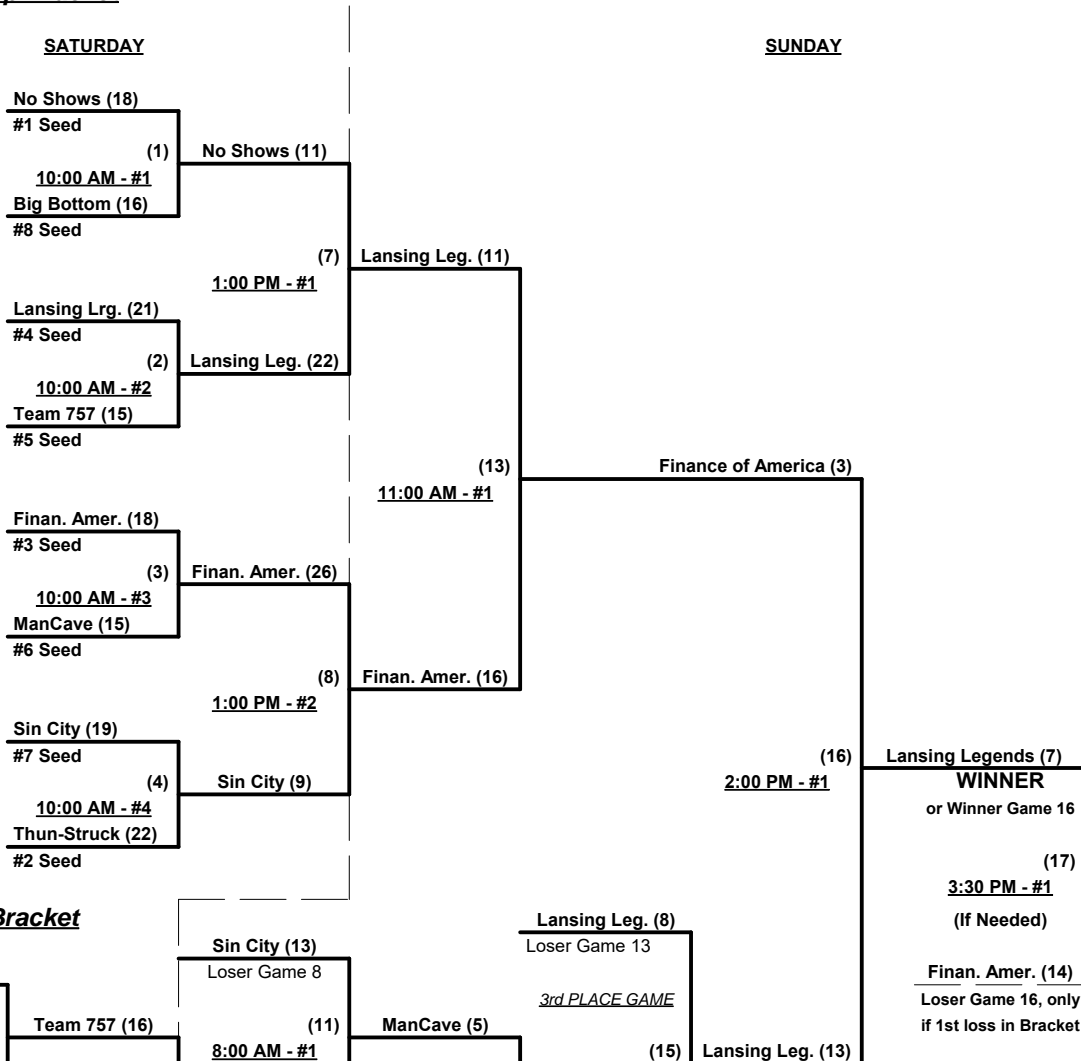 SATURDAY
SUNDAY
No Shows (18)
#1 Seed
(1)
No Shows (11)
10:00 AM - #1
Big Bottom (16)
#8 Seed
(7)
Lansing Leg. (11)
1:00 PM - #1
Lansing Lrg. (21)
#4 Seed
(2)
Lansing Leg. (22)
10:00 AM - #2
Team 757 (15)
#5 Seed
(13)
Finance of America (3)
11:00 AM - #1
Finan. Amer. (18)
#3 Seed
(3)
Finan. Amer. (26)
10:00 AM - #3
ManCave (15)
#6 Seed
(8)
Finan. Amer. (16)
1:00 PM - #2
Sin City (19)
#7 Seed
(4)
Sin City (9)
10:00 AM - #4
Thun-Struck (22)
#2 Seed
(16)
Lansing Legends (7)
2:00 PM - #1
WINNER
or Winner Game 16
(17)
3:30 PM - #1
(If Needed)
Finan. Amer. (14)
Loser Game 16, only
if 1st loss in Bracket
Bracket
Sin City (13)
Loser Game 8
Lansing Leg. (8)
Loser Game 13
3rd PLACE GAME
Team 757 (16)
(11)
ManCave (5)
8:00 AM - #1
(15)
Lansing Leg. (13)